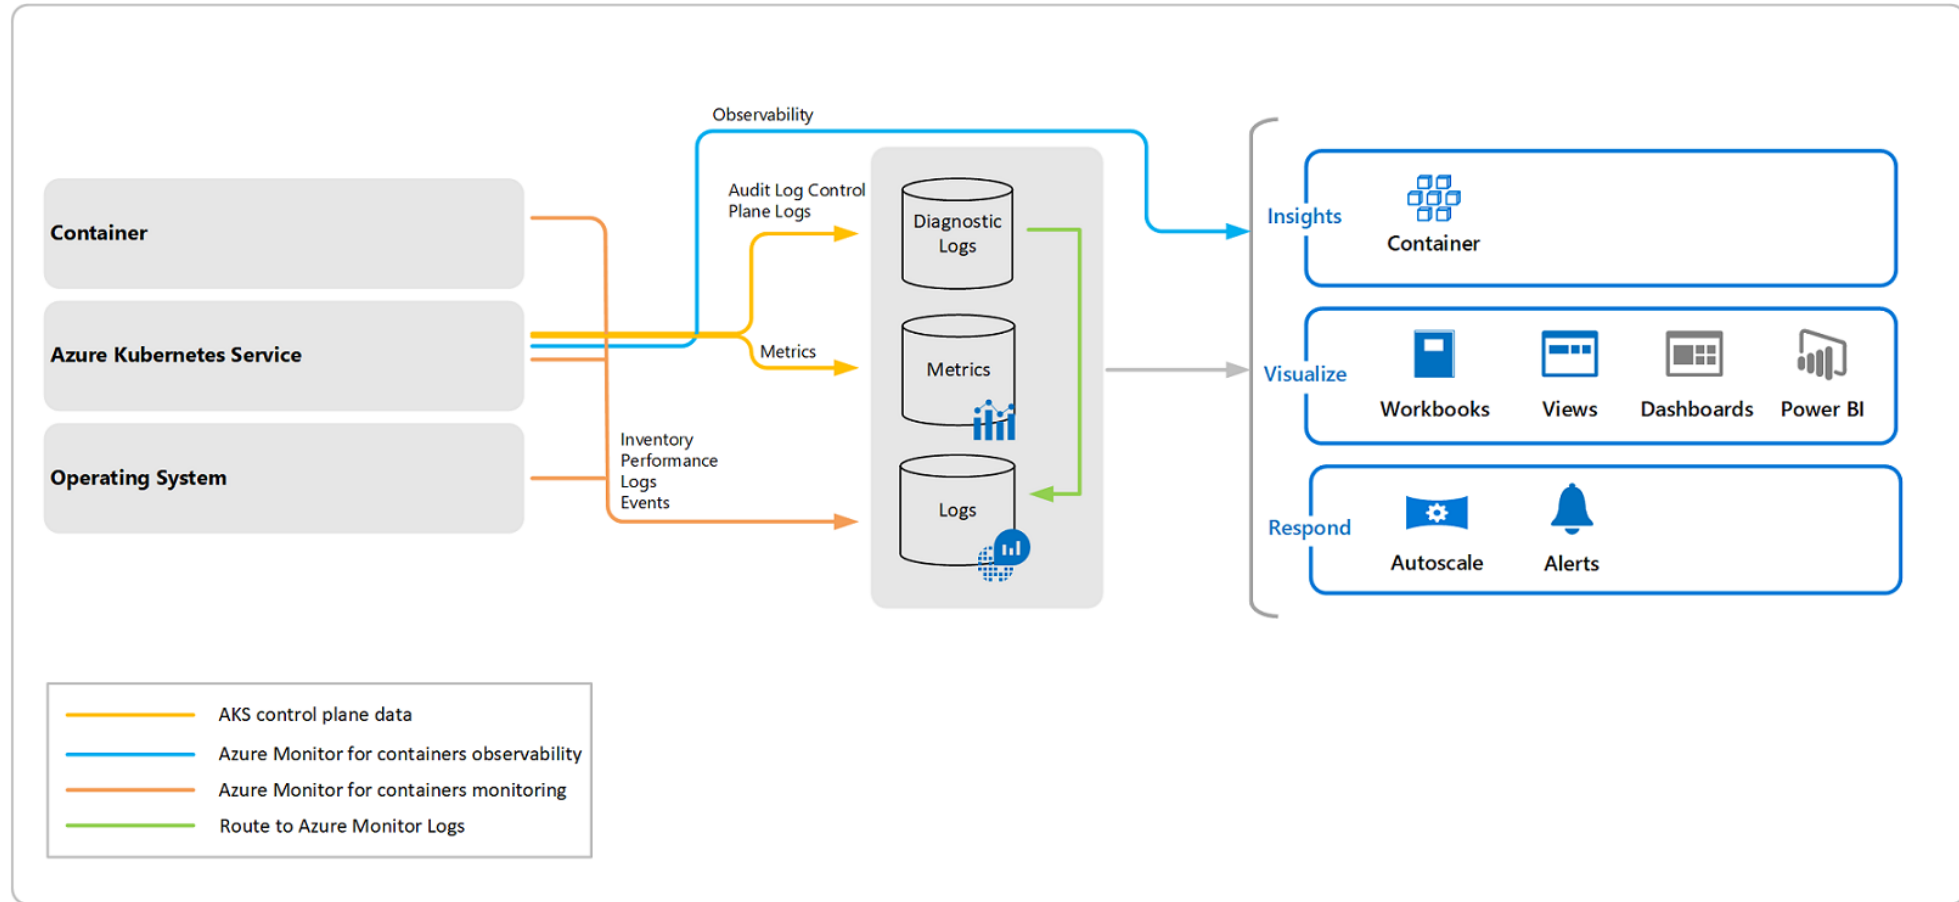 Observability
Audit Log Control
Plane Logs
Container
Azure Kubernetes Service
Operating System
Metrics
Inventory
Performance
Logs
Events
Diagnostic
Logs
Metrics
Logs
Insights
Container
Visualize
Workbooks
Views
Dashboards
Power BI
Respond
Autoscale
Alerts
AKS control plane data
Azure Monitor for containers observability
Azure Monitor for containers monitoring
Route to Azure Monitor Logs